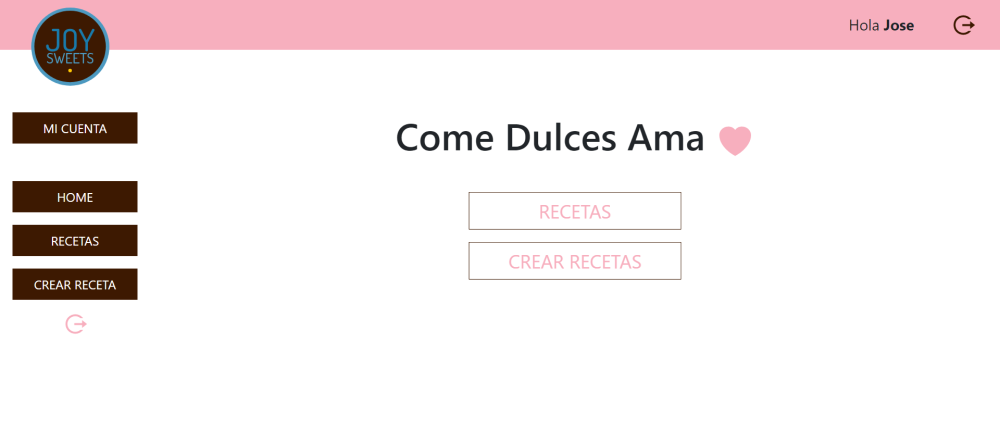 JOY
SWEETS
Hola Jose
MI CUENTA
HOME
RECETAS
CREAR RECETA
Come Dulces Ama
RECETAS
CREAR RECETAS